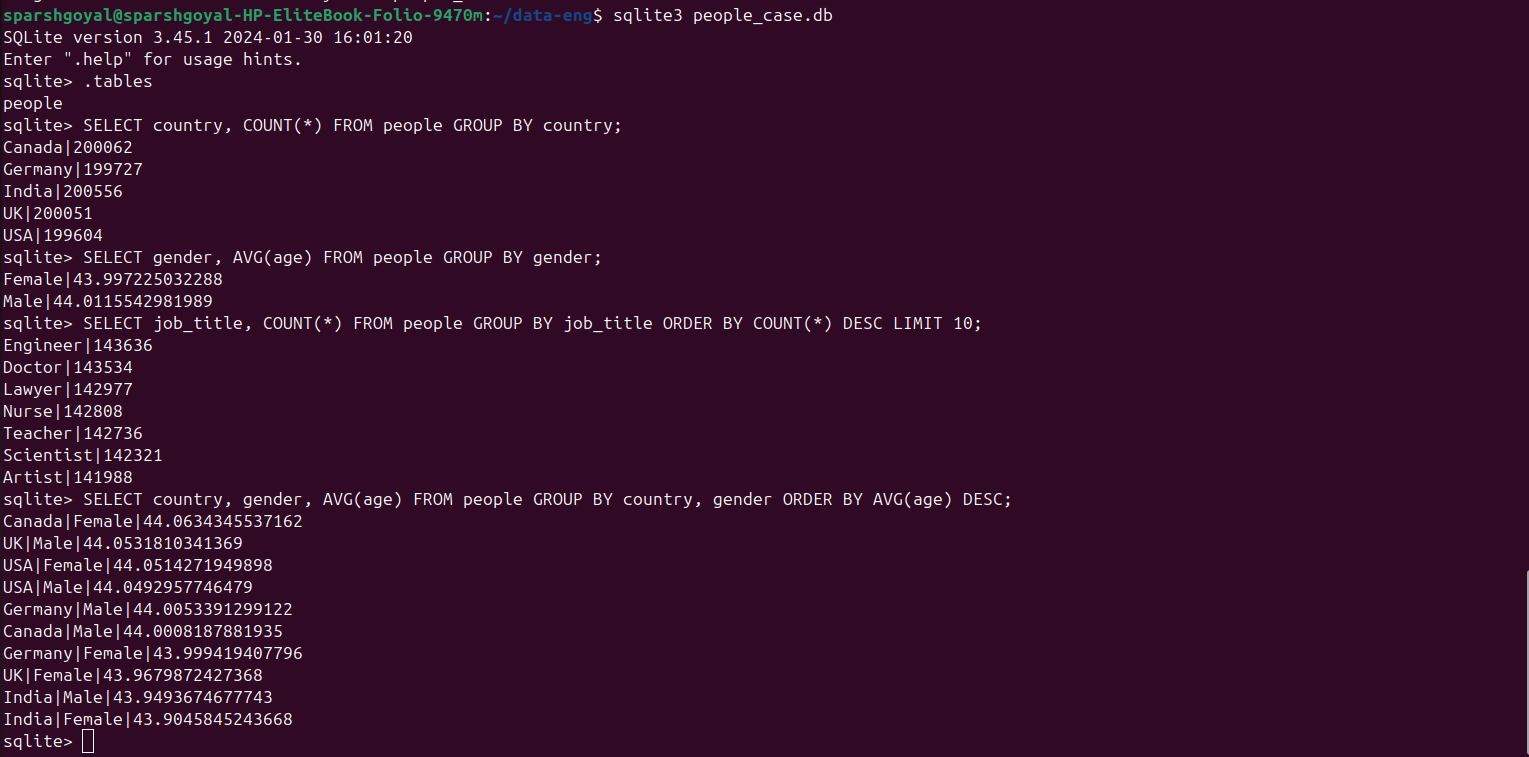 sparshgoyal@sparshgoyal-HP-EliteBook-Folio-9470m:~/data-eng$ sqlite3 people_case.db
SQLite version 3.45.1 2024-01-30 16:01:20
Enter ".help" for usage hints.
sqlite> .tables
people
sqlite> SELECT country, COUNT(*) FROM people GROUP BY country;
Canada|200062
Germany|199727
India|200556
UK|200051
USA|199604
sqlite> SELECT gender, AVG(age) FROM people GROUP BY gender;
Female|43.997225032288
Male|44.0115542981989
sqlite> SELECT job_title, COUNT(*) FROM people GROUP BY job_title ORDER BY COUNT(*) DESC LIMIT 10;
Engineer|143636
Doctor|143534
Lawyer|142977
Nurse|142808
Teacher|142736
Scientist|142321
Artist|141988
sqlite> SELECT country, gender, AVG(age) FROM people GROUP BY country, gender ORDER BY AVG(age) DESC;
Canada|Female|44.0634345537162
UK|Male|44.0531810341369
USA|Female|44.0514271949898
USA|Male|44.0492957746479
Germany|Male|44.0053391299122
Canada|Male|44.0008187881935
Germany|Female|43.999419407796
UK|Female|43.9679872427368
India|Male|43.9493674677743
India|Female|43.9045845243668
sqlite>